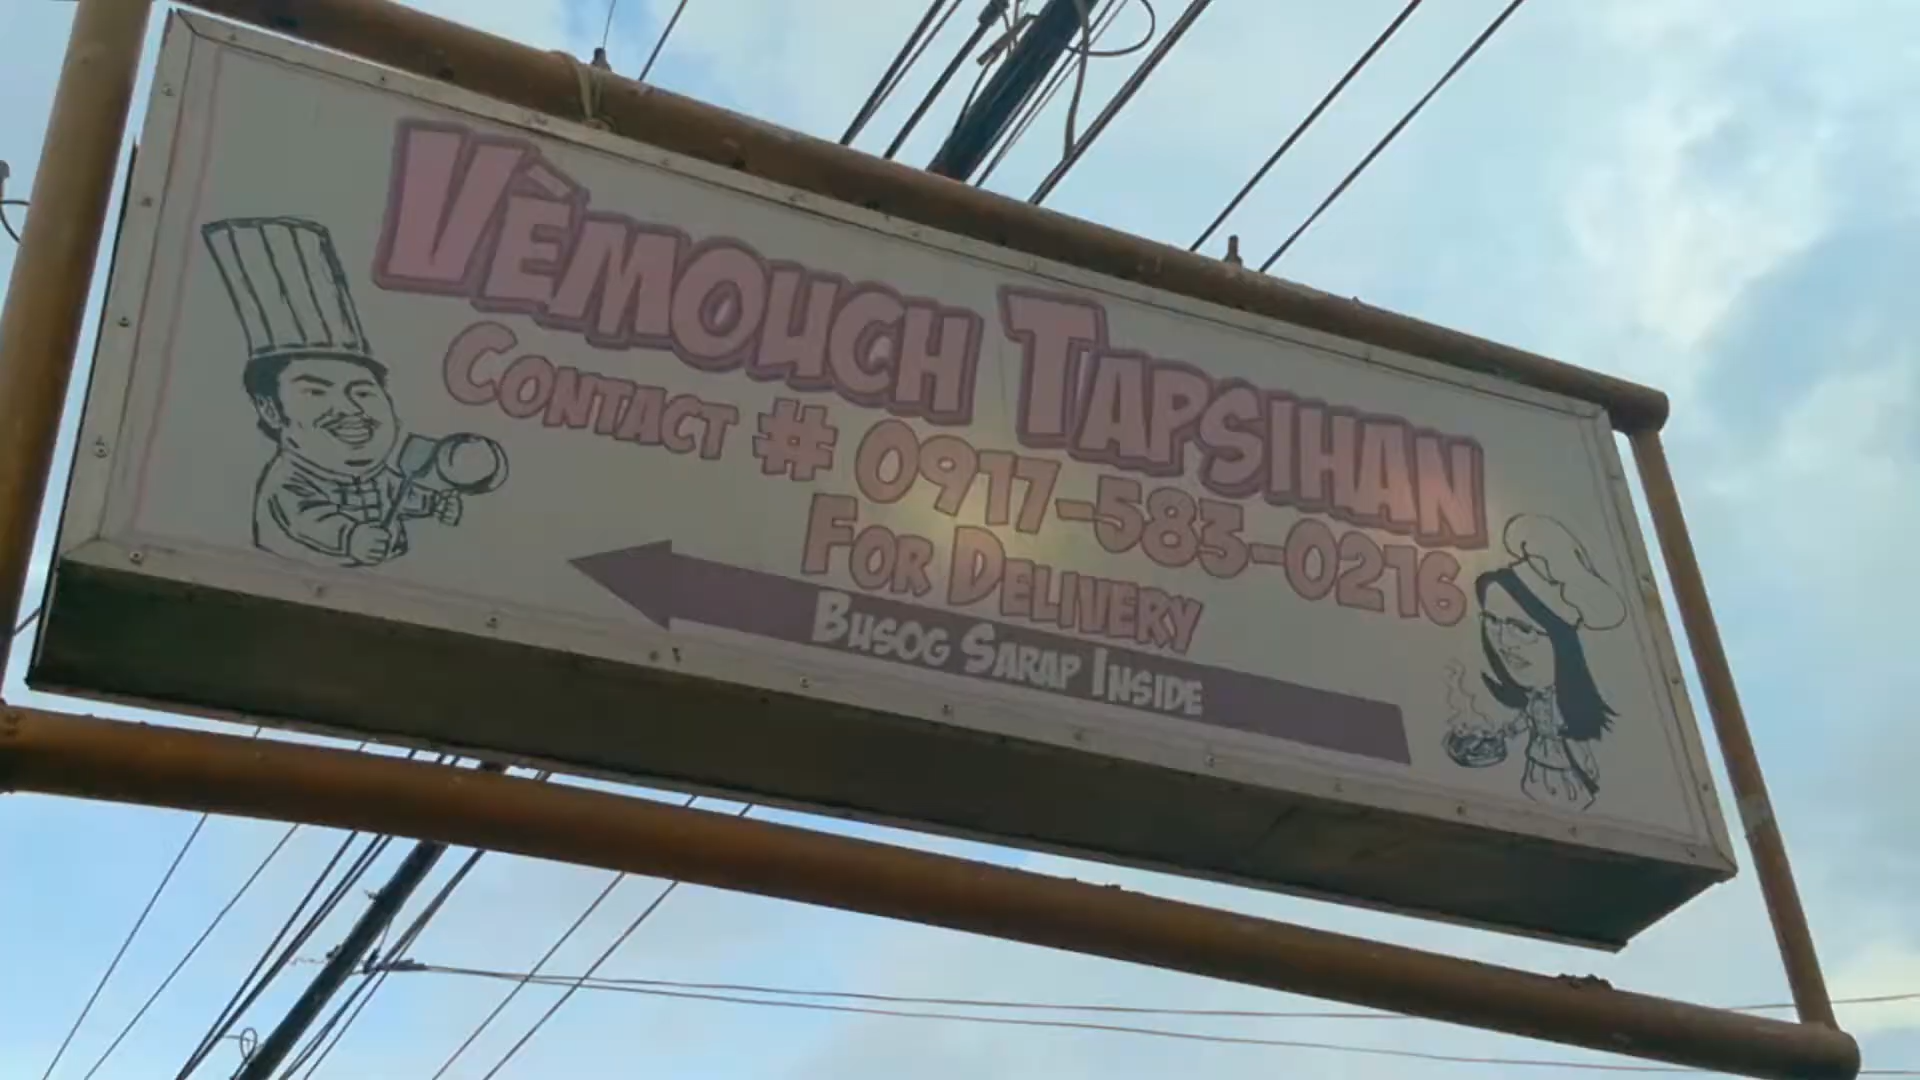 VÈMOUCH TAPSIHAN
CONTACT # 0917-583-0216
FOR DELIVERY
BUSOG SARAP INSIDE